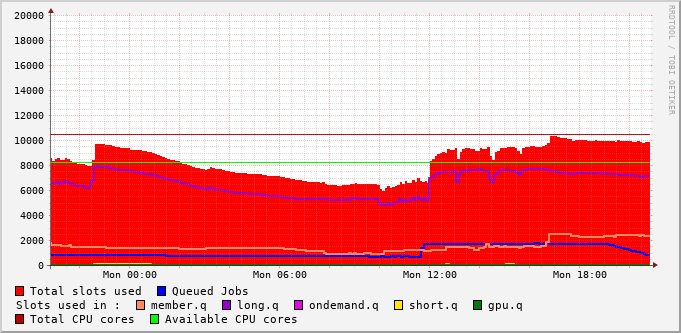 20000
18000
16000
14000
12000
10000
8000
6000
4000
2000
0
Mon 00:00 Mon 06:00 Mon 12:00 Mon 18:00
RRDTOOL / TOBI OETIKER
Total slots used Queued Jobs
Slots used in : member.q long.q ondemand.q short.q gpu.q
Total CPU cores Available CPU cores